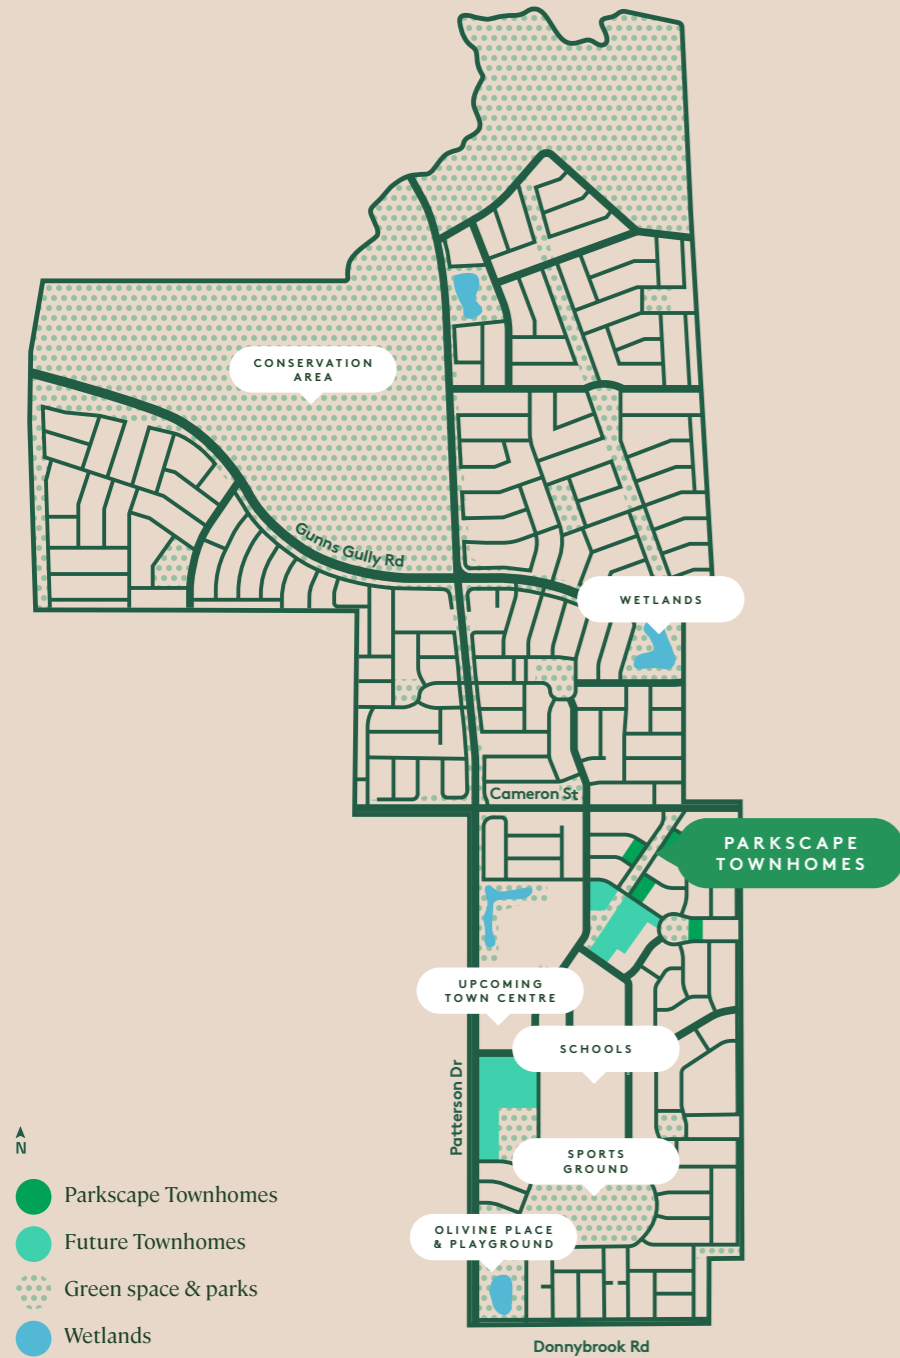 CONSERVATION
AREA
Gunns Gully Rd
WETLANDS
Cameron St
PARKSCAPE
TOWNHOMES
UPCOMING
TOWN CENTRE
SCHOOLS
Patterson Dr
SPORTS
GROUND
OLIVINE PLACE
& PLAYGROUND
N
Parkscape Townhomes
Future Townhomes
Green space & parks
Wetlands
Donnybrook Rd